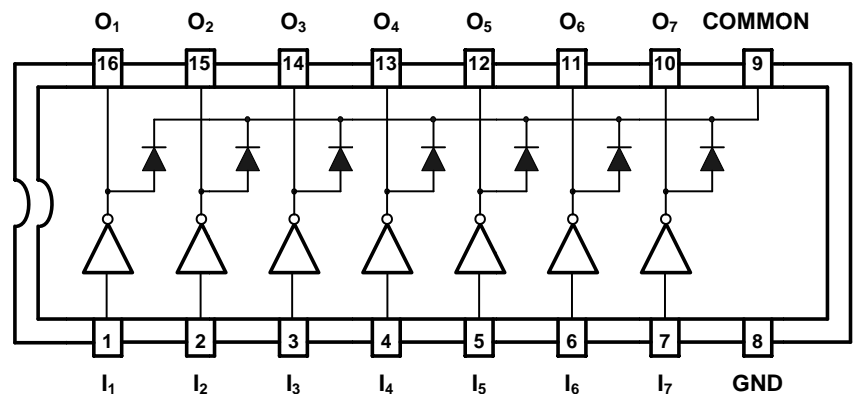 O₁ O₂ O₃ O₄ O₅ O₆ O₇ COMMON
16 15 14 13 12 11 10 9
1 2 3 4 5 6 7 8
I₁ I₂ I₃ I₄ I₅ I₆ I₇ GND